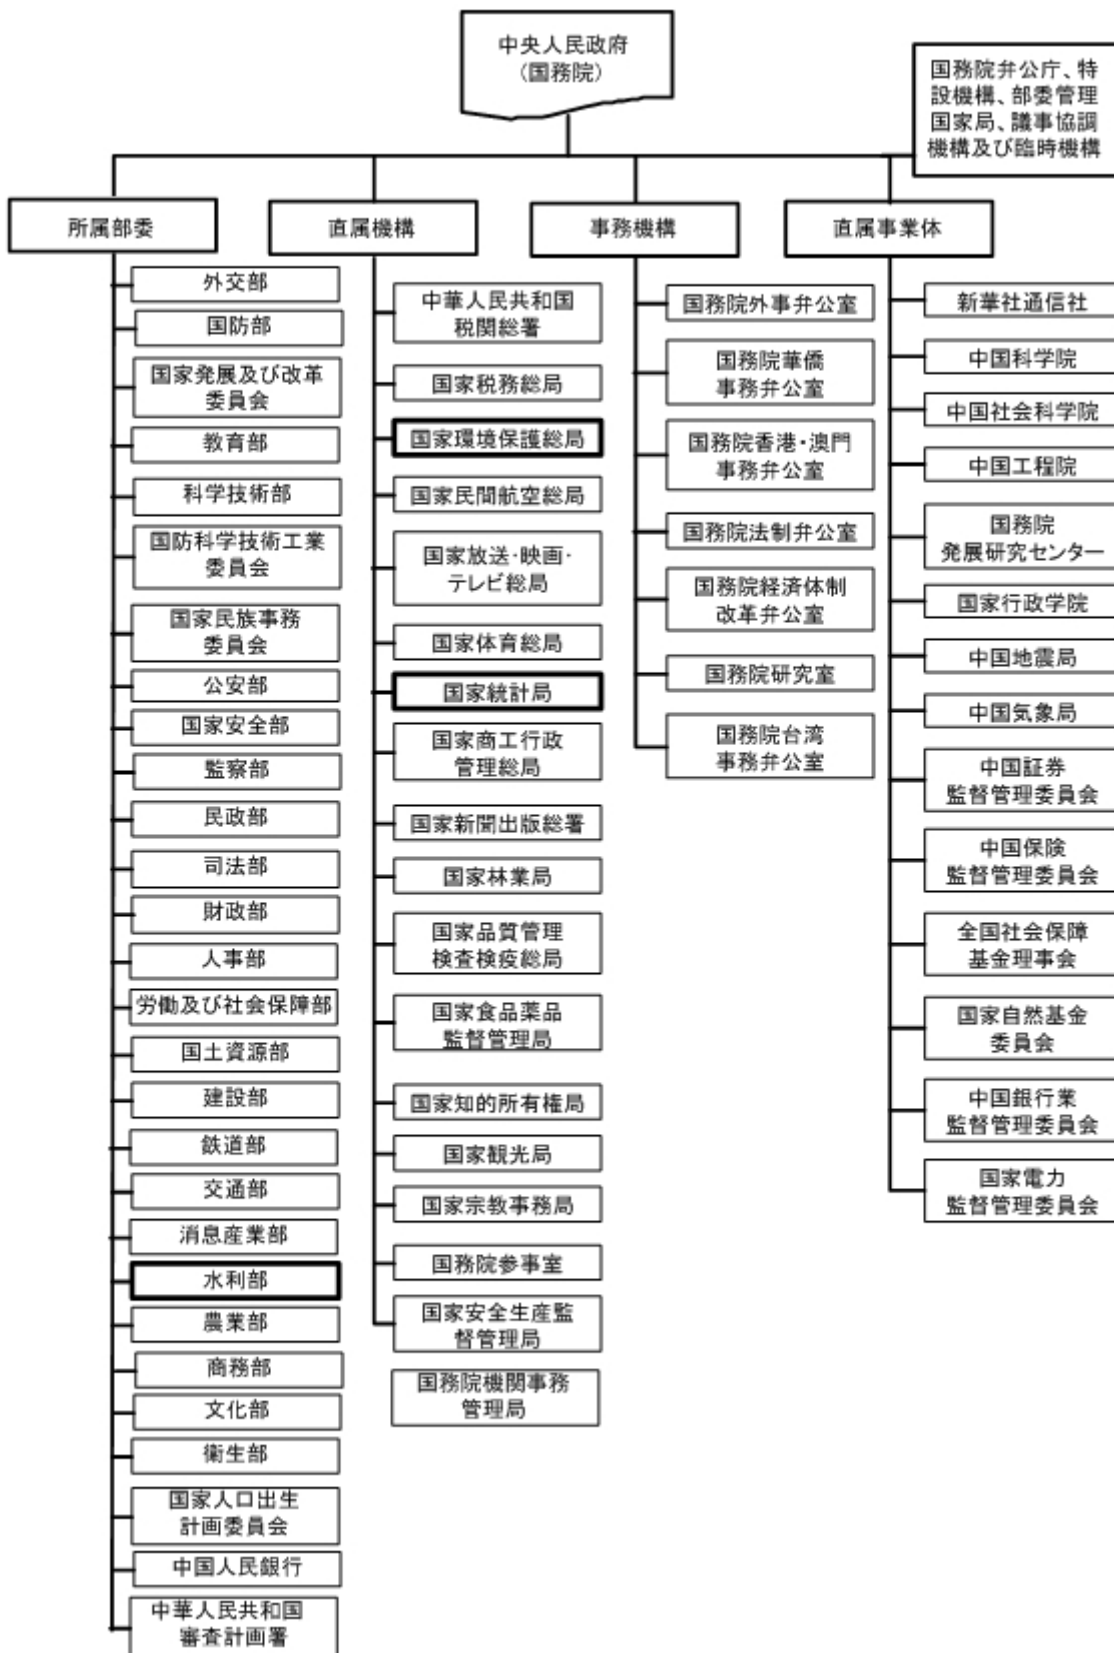 中央人民政府
(国務院)
国務院弁公庁、特
設機構、部委管理
国家局、議事協調
機構及び臨時機構
所属部委
外交部
国防部
国家発展及び改革
委員会
教育部
科学技術部
国防科学技術工業
委員会
国家民族事務
委員会
公安部
国家安全部
監察部
民政部
司法部
財政部
人事部
労働及び社会保障部
国土資源部
建設部
鉄道部
交通部
消息産業部
水利部
農業部
商務部
文化部
衛生部
国家人口出生
計画委員会
中国人民銀行
中華人民共和国
審査計画署
直属機構
中華人民共和国
税関総署
国家税務総局
国家環境保護総局
国家民間航空総局
国家放送・映画・
テレビ総局
国家体育総局
国家統計局
国家商工行政
管理総局
国家新聞出版総署
国家林業局
国家品質管理
検査検疫総局
国家食品薬品
監督管理局
国家知的所有権局
国家観光局
国家宗教事務局
国務院参事室
国家安全生産監
督管理局
国務院機関事務
管理局
事務機構
国務院外事弁公室
国務院華僑
事務弁公室
国務院香港・澳門
事務弁公室
国務院法制弁公室
国務院経済体制
改革弁公室
国務院研究室
国務院台湾
事務弁公室
直属事業体
新華社通信社
中国科学院
中国社会科学院
中国工程院
国務院
発展研究センター
国家行政学院
中国地震局
中国気象局
中国証券
監督管理委員会
中国保険
監督管理委員会
全国社会保障
基金理事会
国家自然基金
委員会
中国銀行業
監督管理委員会
国家電力
監督管理委員会